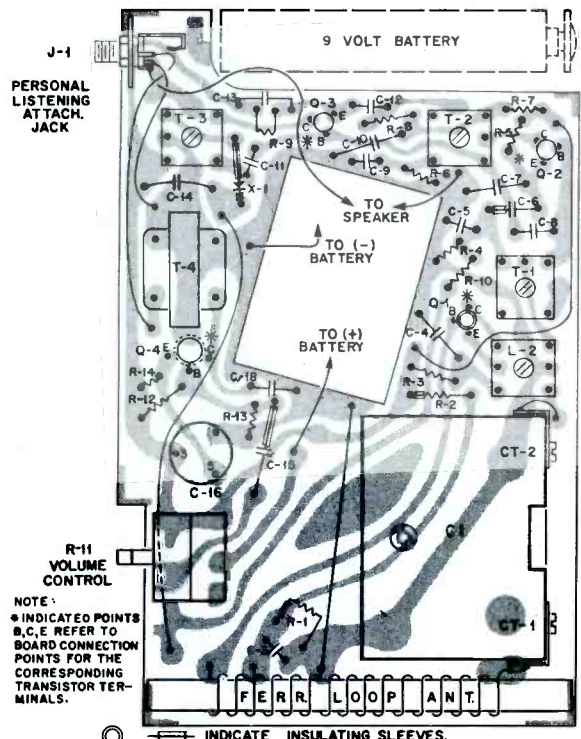 J-1
9 VOLT BATTERY
PERSONAL
LISTENING
ATTACH.
JACK
C-13
Q-3
C-12
C
E
B
R-8
T-3
R-9
C-10
C-9
T-2
R-7
R-5
C
B
E
Q-2
C-11
X-1
R-6
C-7
C-14
TO
SPEAKER
C-6
C-5
C-8
TO (-)
BATTERY
R-4
T-4
R-10
T-1
Q-1
C
B
E
C-4
TO (+)
BATTERY
L-2
Q-4
E
B
C
R-14
R-12
C-18
R-3
R-2
R-13
C-15
CT-2
C-16
C1
R-11
VOLUME
CONTROL
NOTE:
* INDICATED POINTS
B,C,E REFER TO
BOARD CONNECTION
POINTS FOR THE
CORRESPONDING
TRANSISTOR TER-
MINALS.
R-1
CT-1
FERR. LOOP ANT.
INDICATE INSULATING SLEEVES.